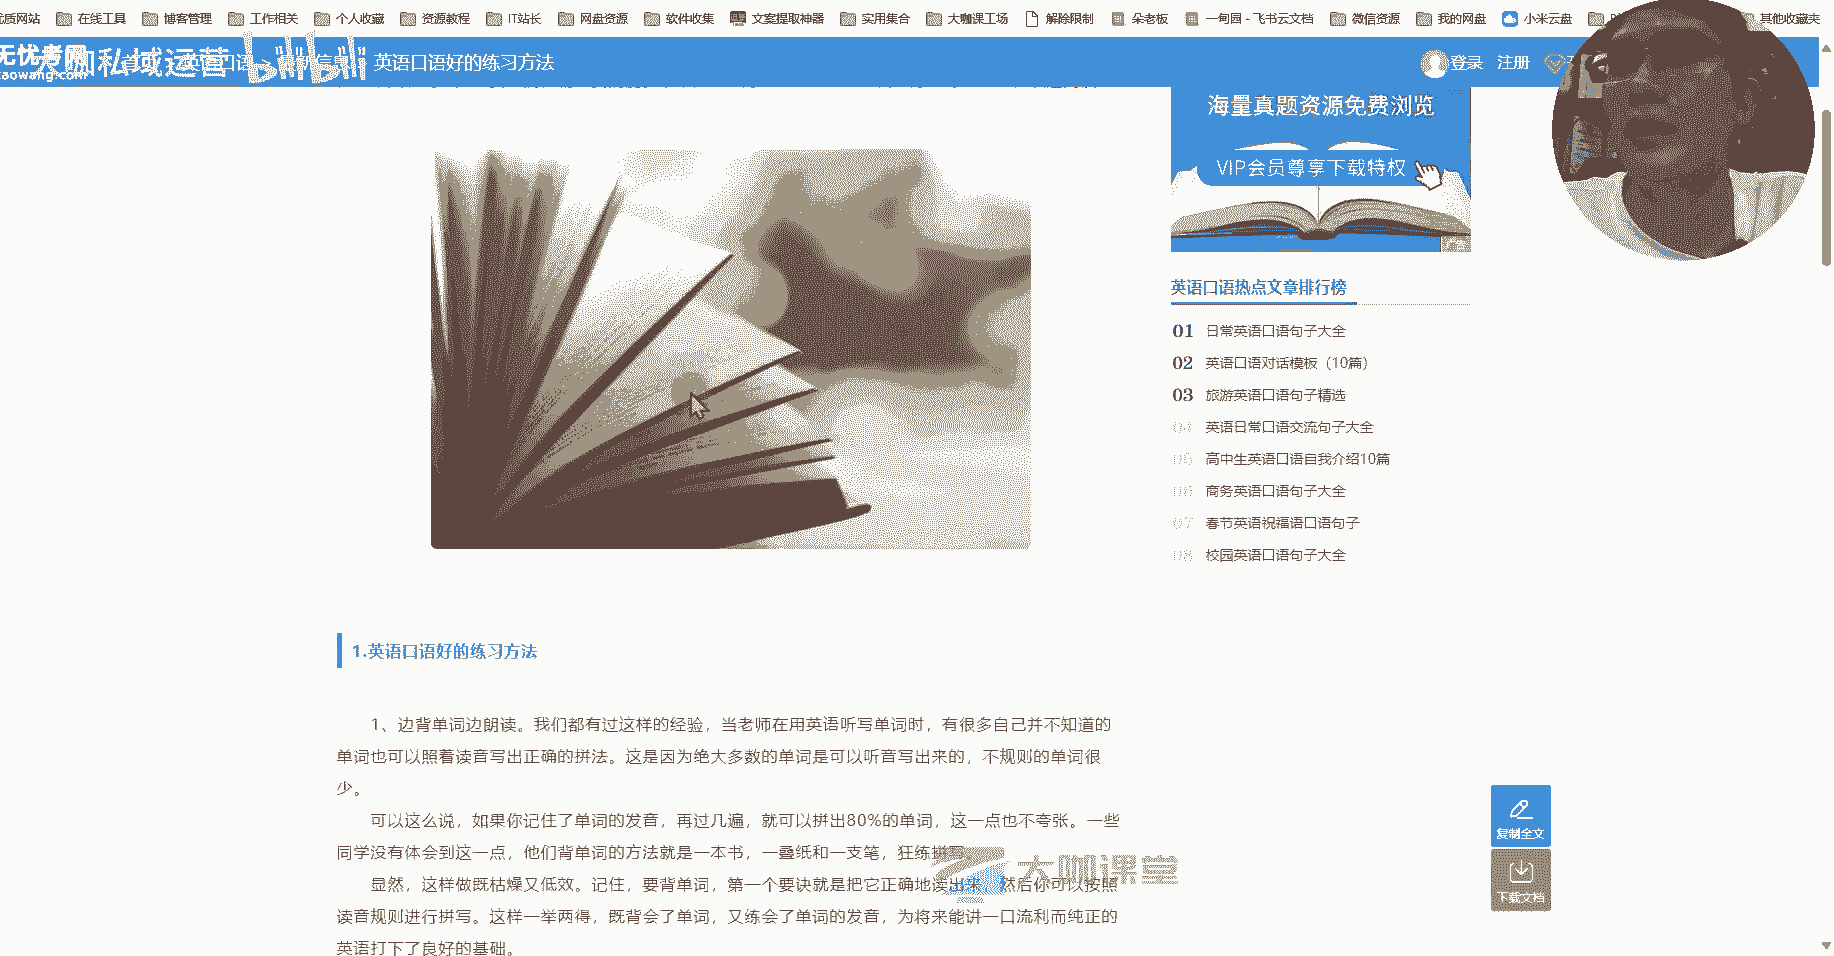 优质网站 在线工具 博客管理 工作相关 个人收藏 资源教程 IT站长 网盘资源 软件收集 文案提取神器 实用集合 大咖课工场 解除限制 朵老板 一甸园 - 飞书云文档 微信资源 我的网盘 小米云盘 其他收藏夹
无忧考网
aowang.com
大咖私域运营 bilibili
英语口语好的练习方法
登录 注册
海量真题资源免费浏览
VIP会员尊享下载特权
英语口语热点文章排行榜
01 日常英语口语句子大全
02 英语口语对话模板（10篇）
03 旅游英语口语句子精选
04 英语日常口语交流句子大全
05 高中生英语口语自我介绍10篇
06 商务英语口语句子大全
07 春节英语祝福语口语句子
08 校园英语口语句子大全
1.英语口语好的练习方法
1、边背单词边朗读。我们都有过这样的经验，当老师在用英语听写单词时，有很多自己并不知道的
单词也可以照着读音写出正确的拼法。这是因为绝大多数的单词是可以听音写出来的，不规则的单词很
少。
可以这么说，如果你记住了单词的发音，再过几遍，就可以拼出80%的单词，这一点也不夸张。一些
同学没有体会到这一点，他们背单词的方法就是一本书，一叠纸和一支笔，狂练拼写。
显然，这样做既枯燥又低效。记住，要背单词，第一个要诀就是把它正确地读出来，然后你可以按照
读音规则进行拼写。这样一举两得，既背会了单词，又练会了单词的发音，为将来能讲一口流利而纯正的
英语打下了良好的基础。
大咖课堂
复制全文
下载文档